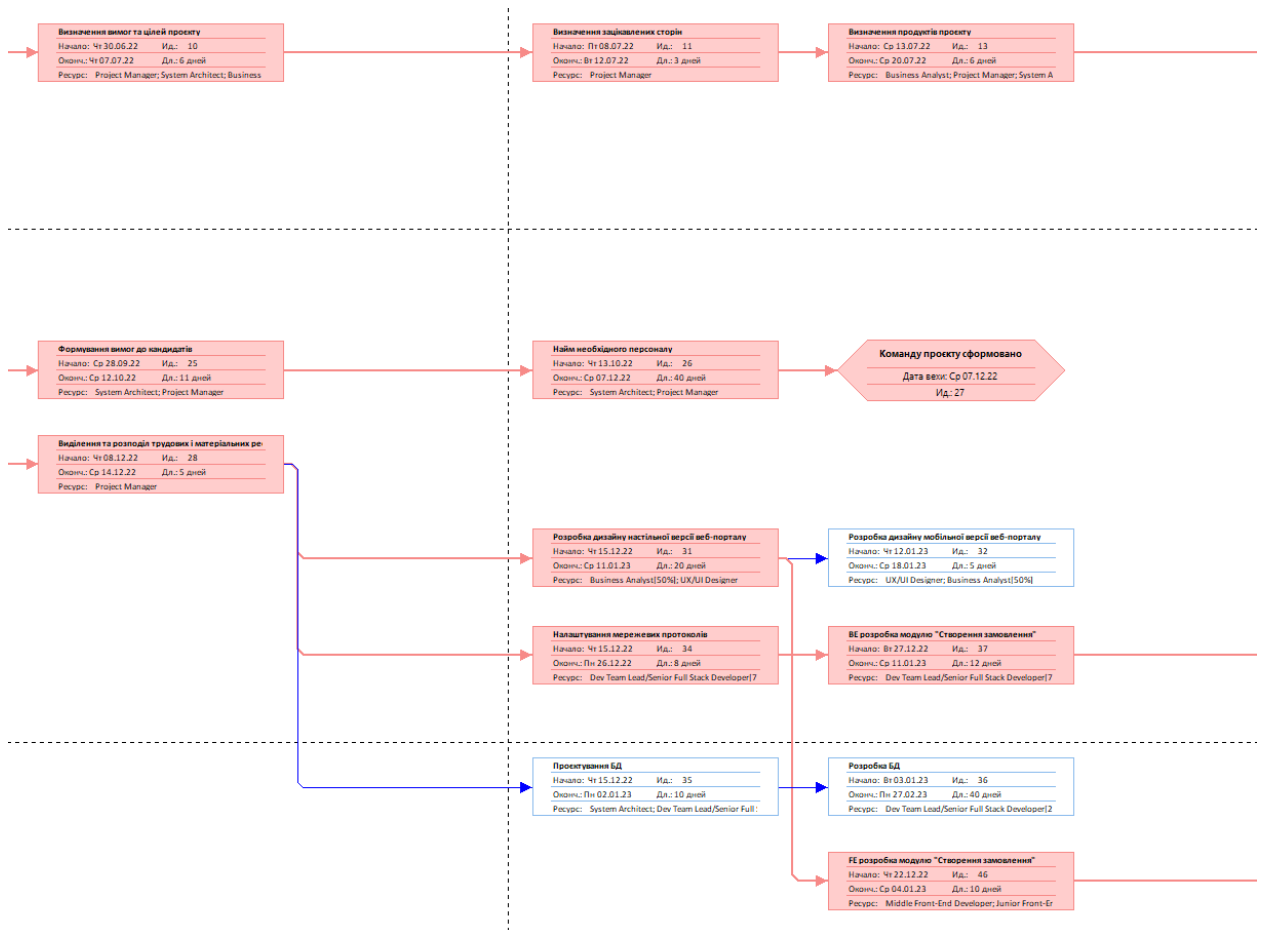 Визначення вимог та цілей проєкту
Начало: Чт 30.06.22 Ид.: 10
Оконч.: Чт 07.07.22 Дл.: 6 дней
Ресурс: Project Manager; System Architect; Business
Визначення зацікавлених сторін
Начало: Пт 08.07.22 Ид.: 11
Оконч.: Вт 12.07.22 Дл.: 3 дней
Ресурс: Project Manager
Визначення продуктів проєкту
Начало: Ср 13.07.22 Ид.: 13
Оконч.: Ср 20.07.22 Дл.: 6 дней
Ресурс: Business Analyst; Project Manager; System A
Формування вимог до кандидатів
Начало: Ср 28.09.22 Ид.: 25
Оконч.: Ср 12.10.22 Дл.: 11 дней
Ресурс: System Architect; Project Manager
Найм необхідного персоналу
Начало: Чт 13.10.22 Ид.: 26
Оконч.: Ср 07.12.22 Дл.: 40 дней
Ресурс: System Architect; Project Manager
Команду проєкту сформовано
Дата вехи: Ср 07.12.22
Ид.: 27
Виділення та розподіл трудових і матеріальних ре
Начало: Чт 08.12.22 Ид.: 28
Оконч.: Ср 14.12.22 Дл.: 5 дней
Ресурс: Project Manager
Розробка дизайну настільної версії веб-порталу
Начало: Чт 15.12.22 Ид.: 31
Оконч.: Ср 11.01.23 Дл.: 20 дней
Ресурс: Business Analyst[50%]; UX/UI Designer
Розробка дизайну мобільної версії веб-порталу
Начало: Чт 12.01.23 Ид.: 32
Оконч.: Ср 18.01.23 Дл.: 5 дней
Ресурс: UX/UI Designer; Business Analyst[50%]
Налаштування мережевих протоколів
Начало: Чт 15.12.22 Ид.: 34
Оконч.: Пн 26.12.22 Дл.: 8 дней
Ресурс: Dev Team Lead/Senior Full Stack Developer[7
BE розробка модулю "Створення замовлення"
Начало: Вт 27.12.22 Ид.: 37
Оконч.: Ср 11.01.23 Дл.: 12 дней
Ресурс: Dev Team Lead/Senior Full Stack Developer[7
Проєктування БД
Начало: Чт 15.12.22 Ид.: 35
Оконч.: Пн 02.01.23 Дл.: 10 дней
Ресурс: System Architect; Dev Team Lead/Senior Full
Розробка БД
Начало: Вт 03.01.23 Ид.: 36
Оконч.: Пн 27.02.23 Дл.: 40 дней
Ресурс: Dev Team Lead/Senior Full Stack Developer[2
FE розробка модулю "Створення замовлення"
Начало: Чт 22.12.22 Ид.: 46
Оконч.: Ср 04.01.23 Дл.: 10 дней
Ресурс: Middle Front-End Developer; Junior Front-Er